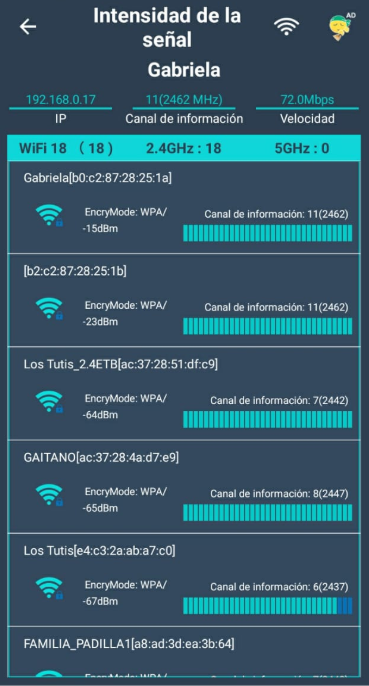 Intensidad de la
señal
AD
Gabriela
192.168.0.17 11(2462 MHz) 72.0Mbps
IP Canal de información Velocidad
WiFi 18 ( 18 ) 2.4GHz : 18 5GHz : 0
Gabriela[b0:c2:87:28:25:1a]
EncryMode: WPA/ Canal de información: 11(2462)
-15dBm
[b2:c2:87:28:25:1b]
EncryMode: WPA/ Canal de información: 11(2462)
-23dBm
Los Tutis_2.4ETB[ac:37:28:51:df:c9]
EncryMode: WPA/ Canal de información: 7(2442)
-64dBm
GAITANO[ac:37:28:4a:d7:e9]
EncryMode: WPA/ Canal de información: 8(2447)
-65dBm
Los Tutis[e4:c3:2a:ab:a7:c0]
EncryMode: WPA/ Canal de información: 6(2437)
-67dBm
FAMILIA_PADILLA1[a8:ad:3d:ea:3b:64]
EncryMode: WPA/